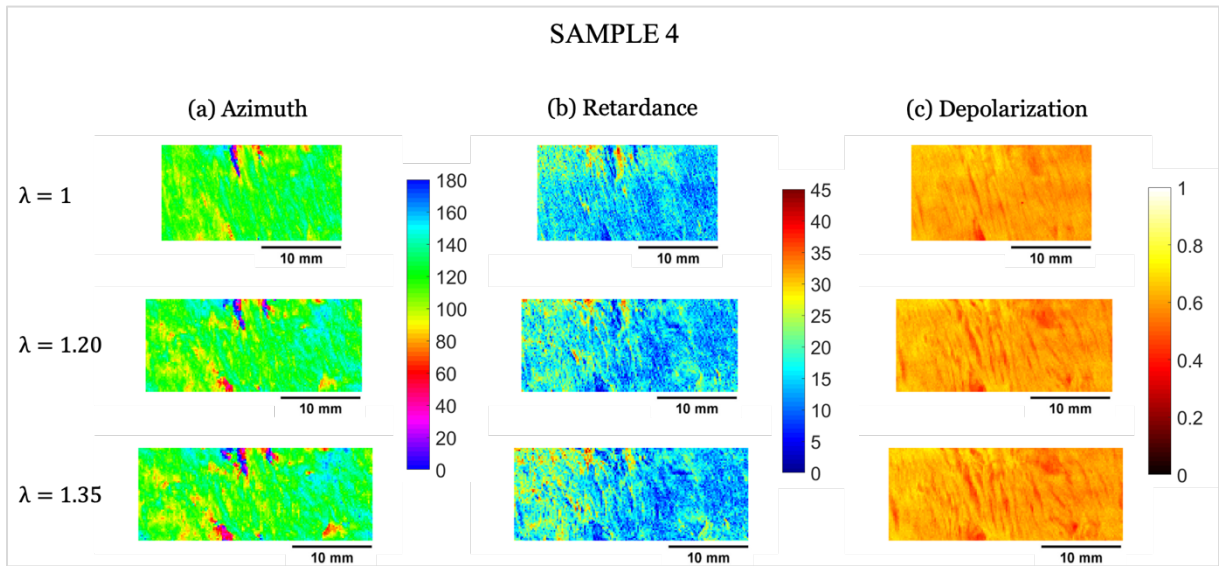 SAMPLE 4
(a) Azimuth
(b) Retardance
(c) Depolarization
λ = 1
10 mm
10 mm
10 mm
λ = 1.20
10 mm
10 mm
10 mm
λ = 1.35
10 mm
10 mm
10 mm
180
160
140
120
100
80
60
40
20
0
45
40
35
30
25
20
15
10
5
0
1
0.8
0.6
0.4
0.2
0